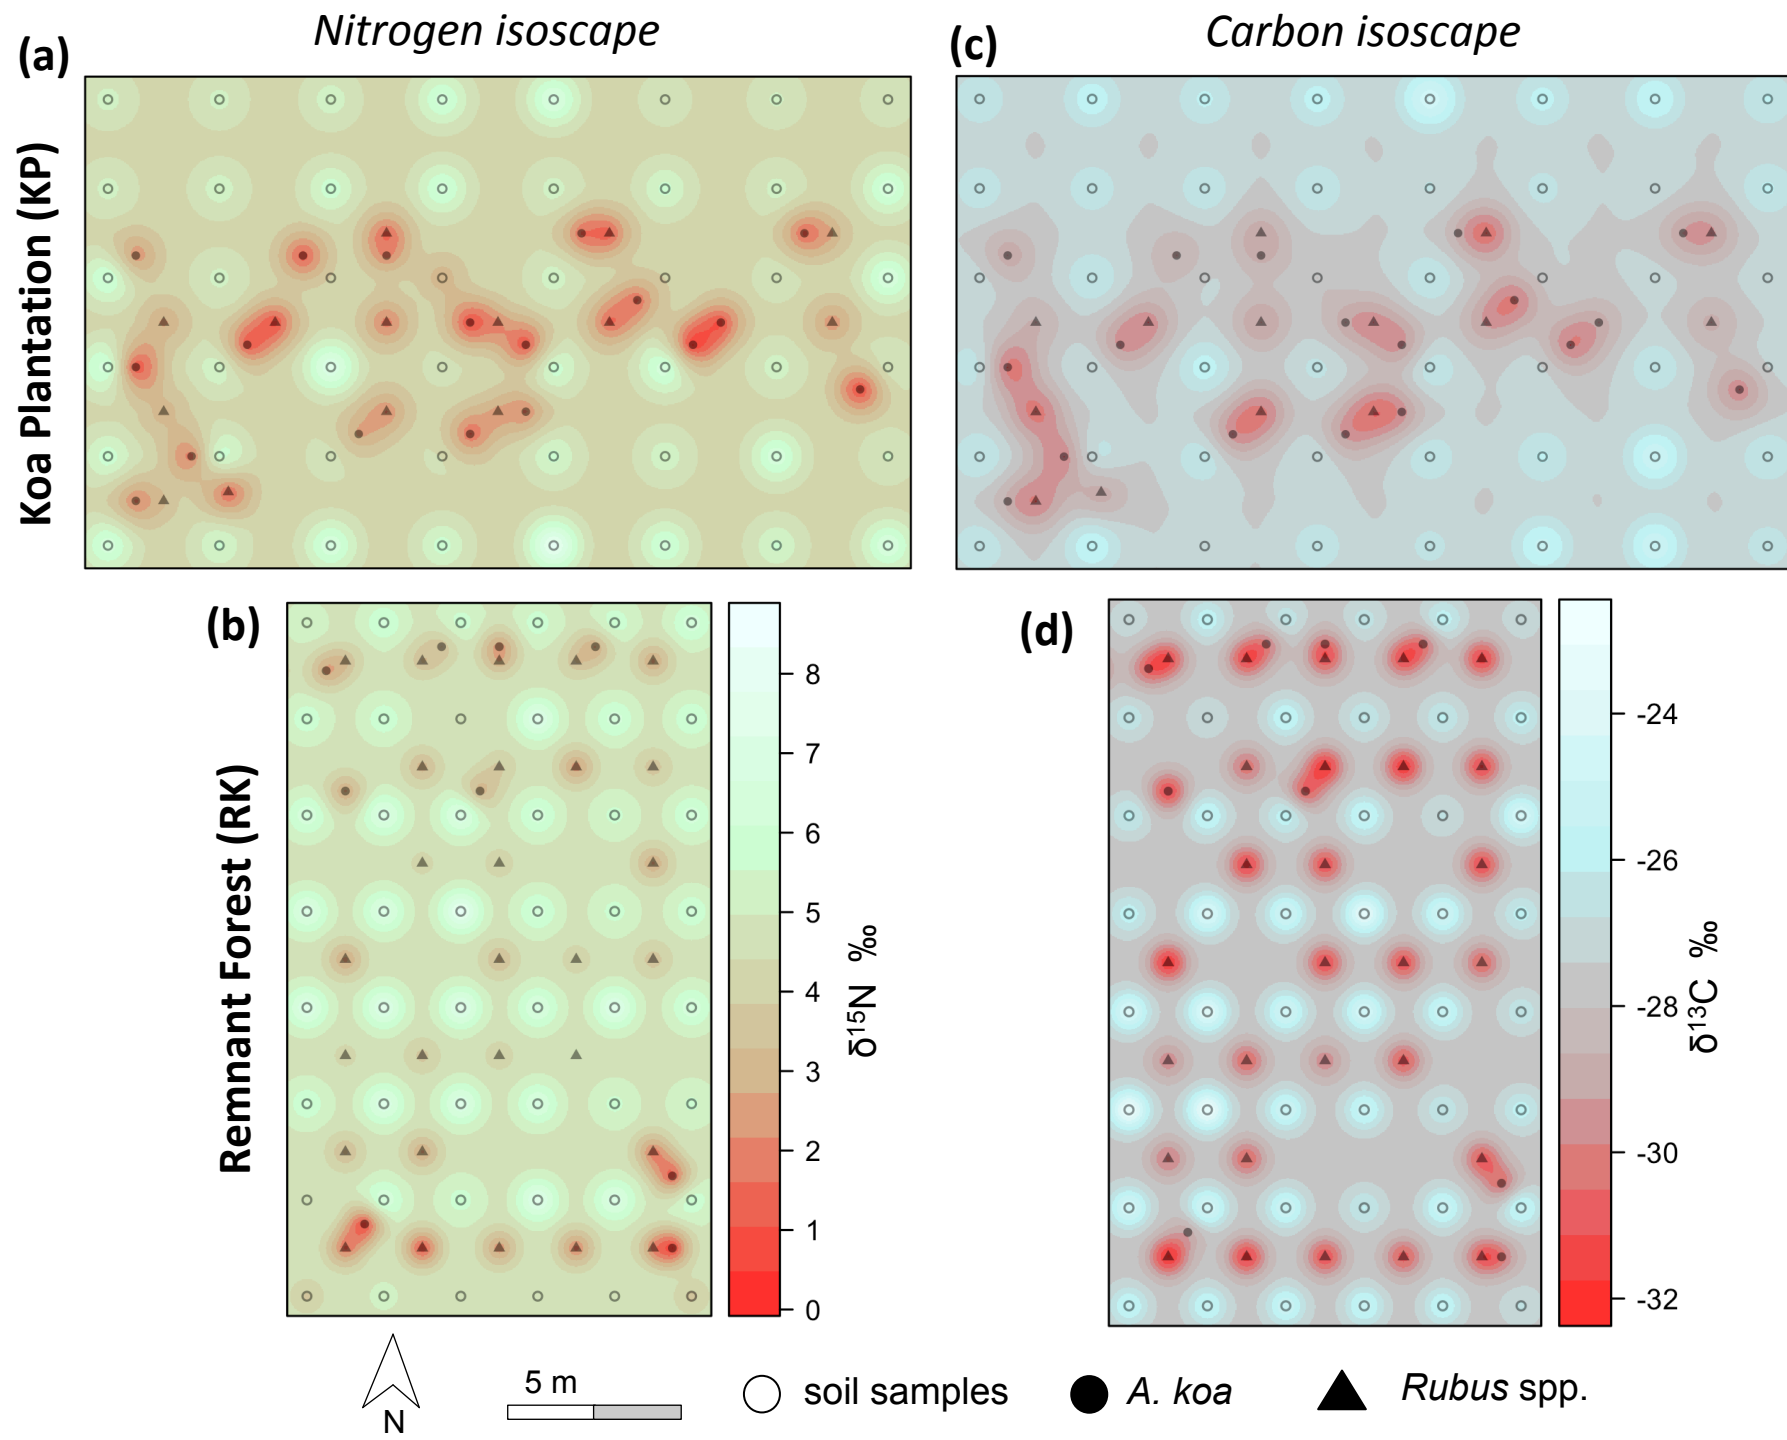 Nitrogen isoscape
Carbon isoscape
(a)
(c)
Koa Plantation (KP)
(b)
(d)
Remnant Forest (RK)
8
7
6
5
4
3
2
1
0
δ¹⁵N ‰
-24
-26
-28
-30
-32
δ¹³C ‰
N
5 m
soil samples
A. koa
Rubus spp.